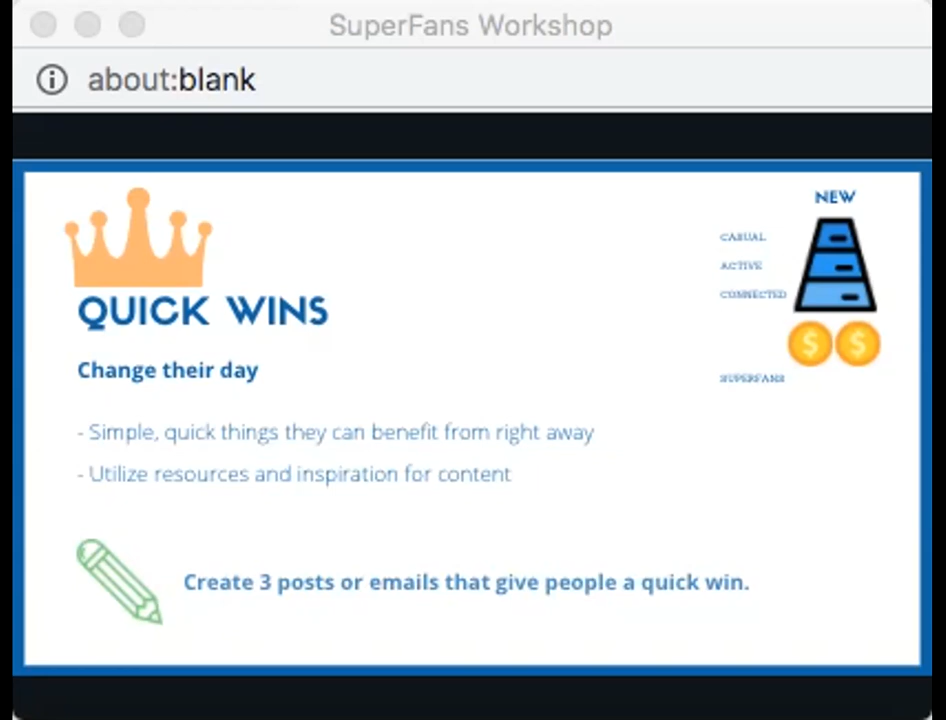 SuperFans Workshop
about:blank
NEW
CASUAL
ACTIVE
CONNECTED
$ $
SUPERFANS
QUICK WINS
Change their day
- Simple, quick things they can benefit from right away
- Utilize resources and inspiration for content
Create 3 posts or emails that give people a quick win.